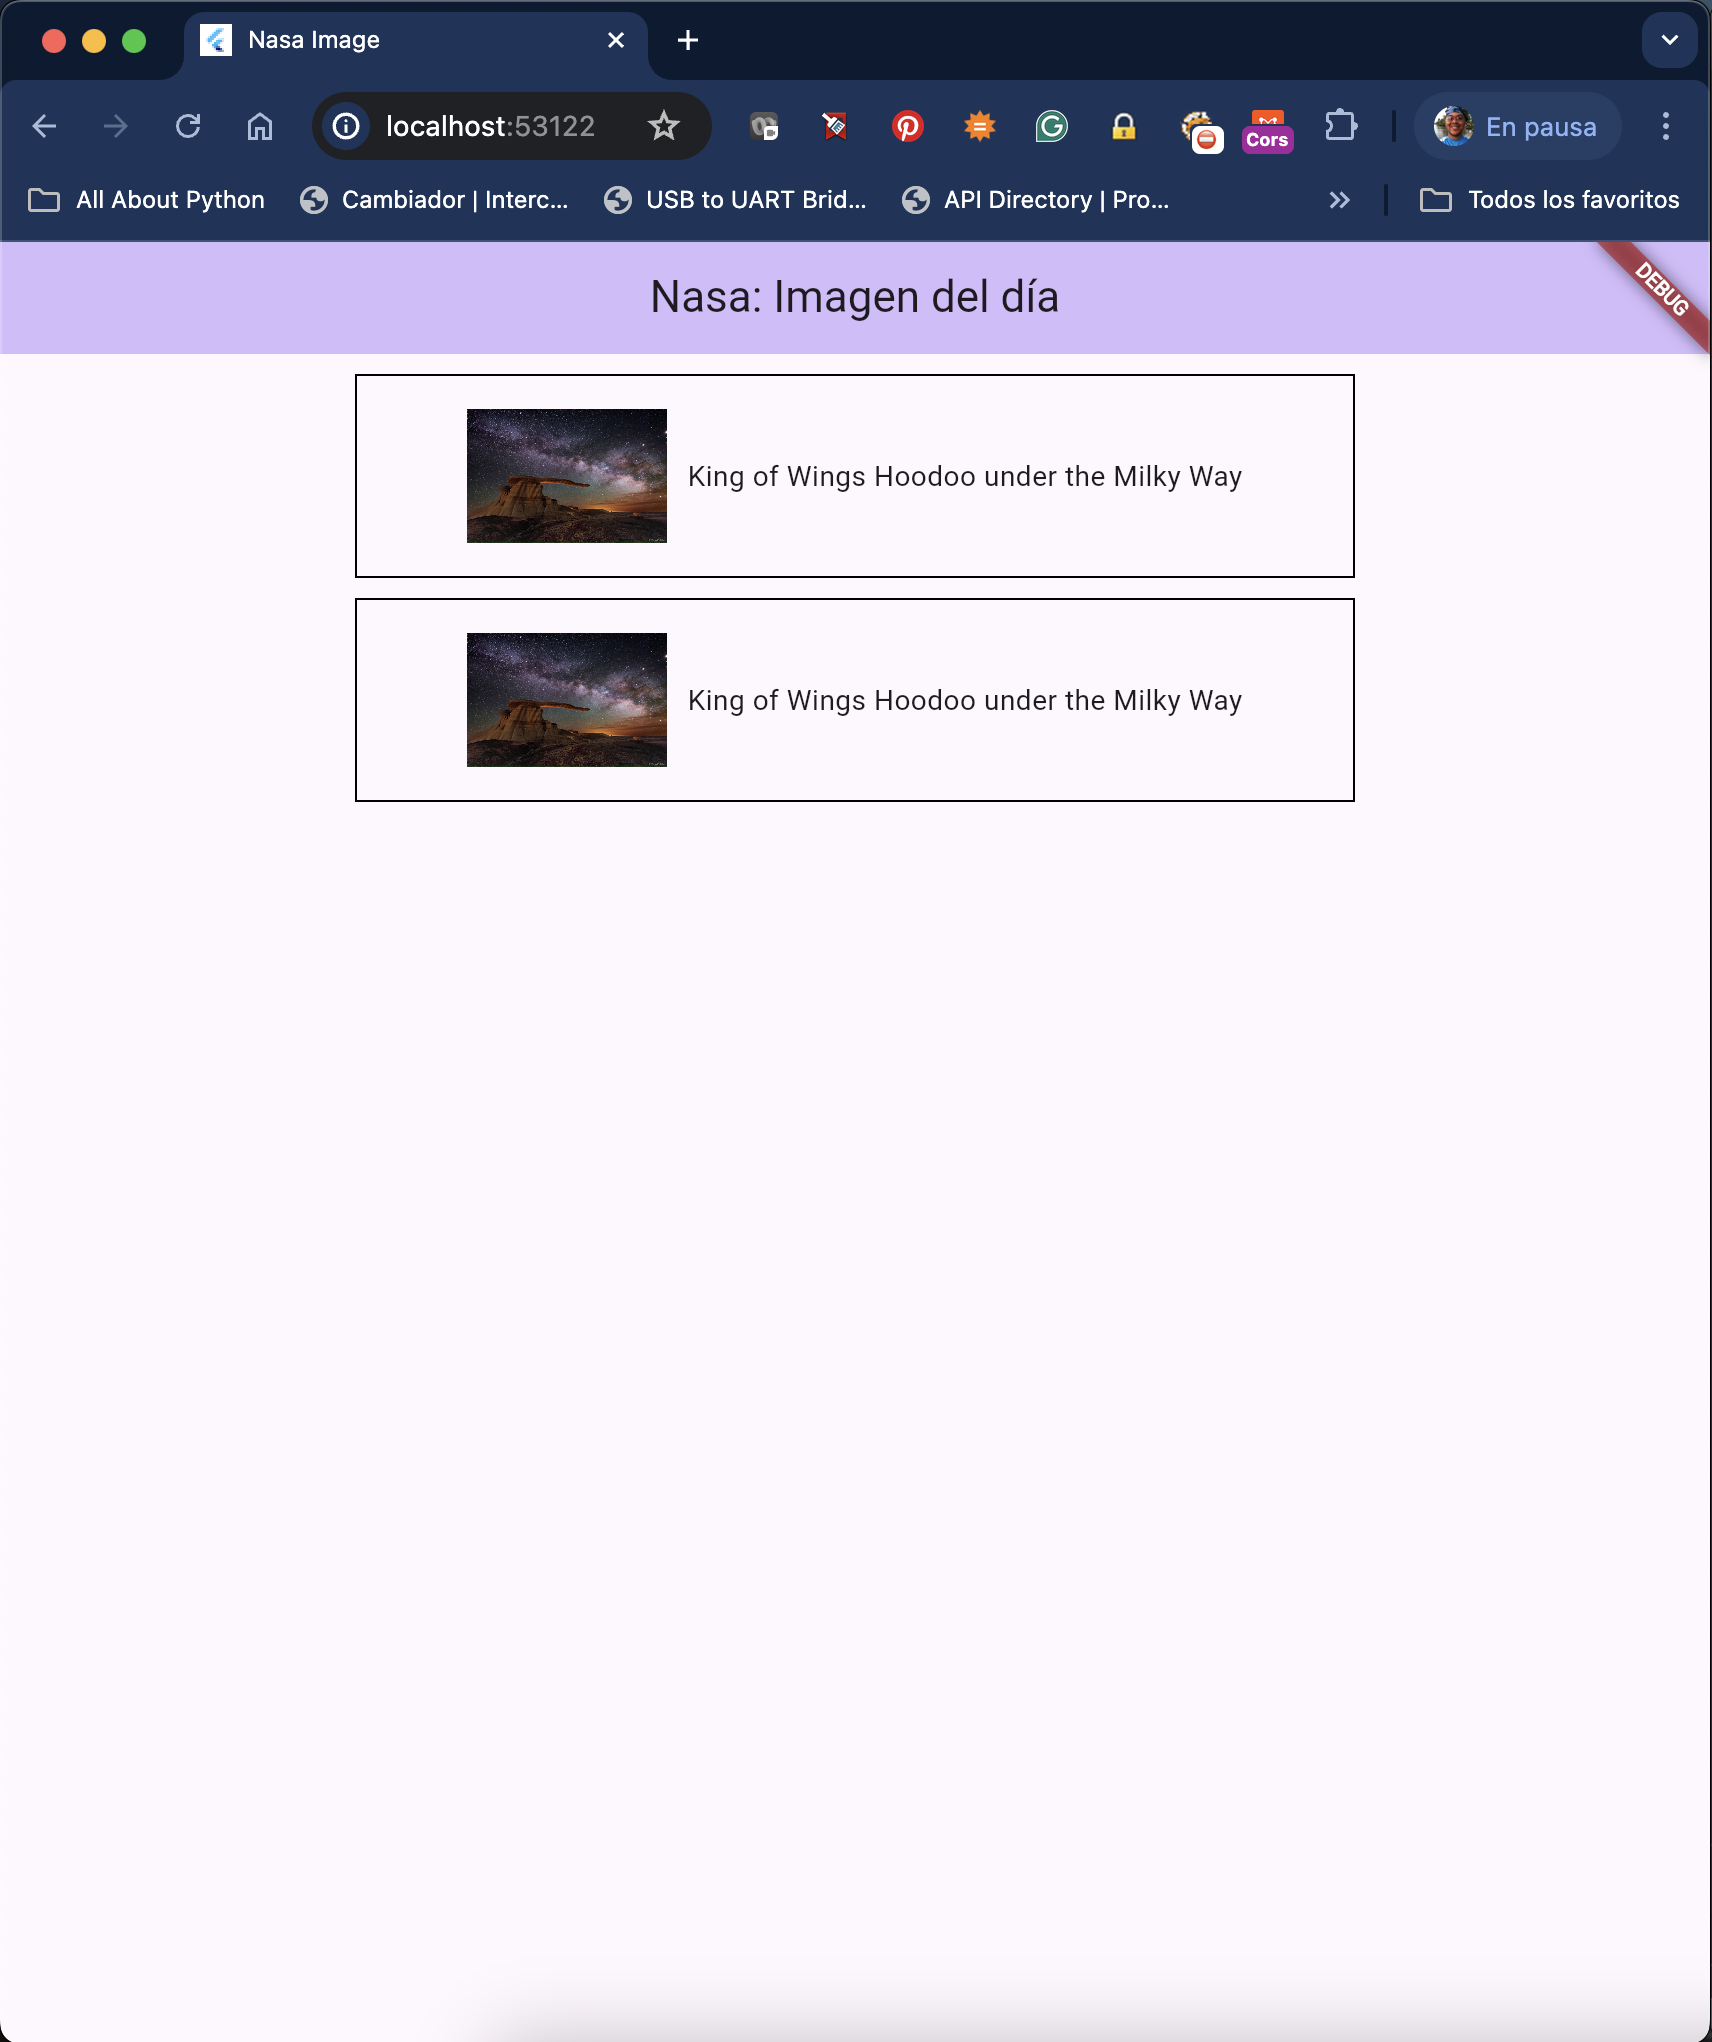 Nasa Image
localhost:53122
Cors
En pausa
All About Python
Cambiador | Interc...
USB to UART Brid...
API Directory | Pro...
Todos los favoritos
Nasa: Imagen del día
DEBUG
King of Wings Hoodoo under the Milky Way
King of Wings Hoodoo under the Milky Way